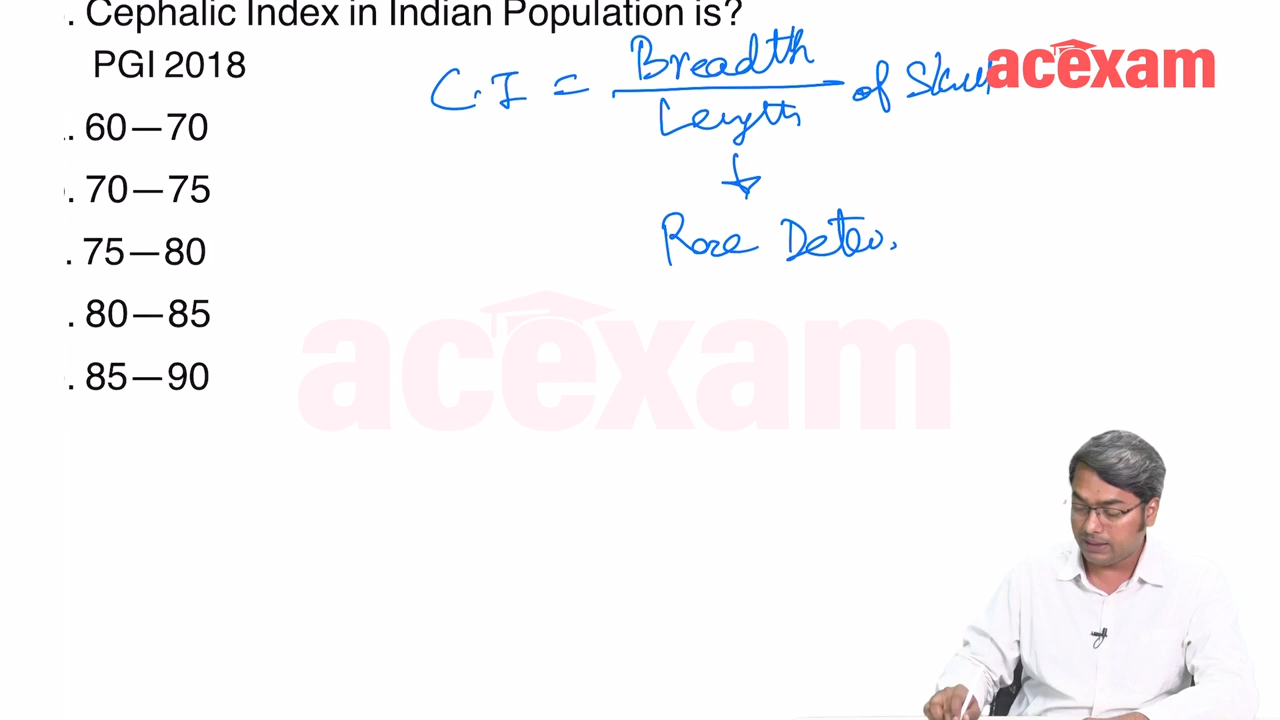 . Cephalic Index in Indian Population is?
PGI 2018
C.I = Breadth / Length of Skull
acexam
. 60—70
. 70—75
Race Deter.
. 75—80
. 80—85
acexam
. 85—90